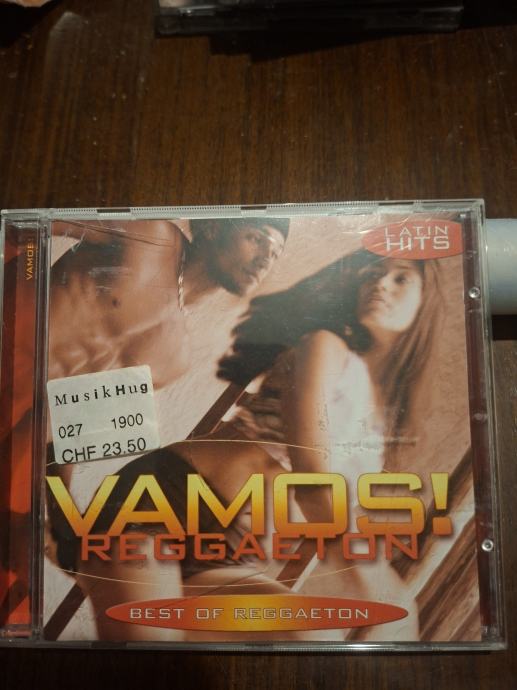 VAMOS!
LATIN
HITS
MusikHug
027 1900
CHF 23.50
VAMOS!
REGGAETON
BEST OF REGGAETON